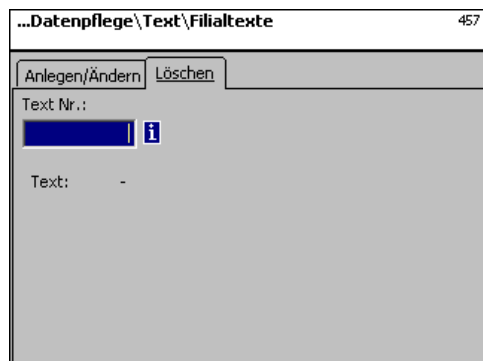 ...Datenpflege\Text\Filialtexte 457
Anlegen/Ändern Löschen
Text Nr.:
i
Text: -